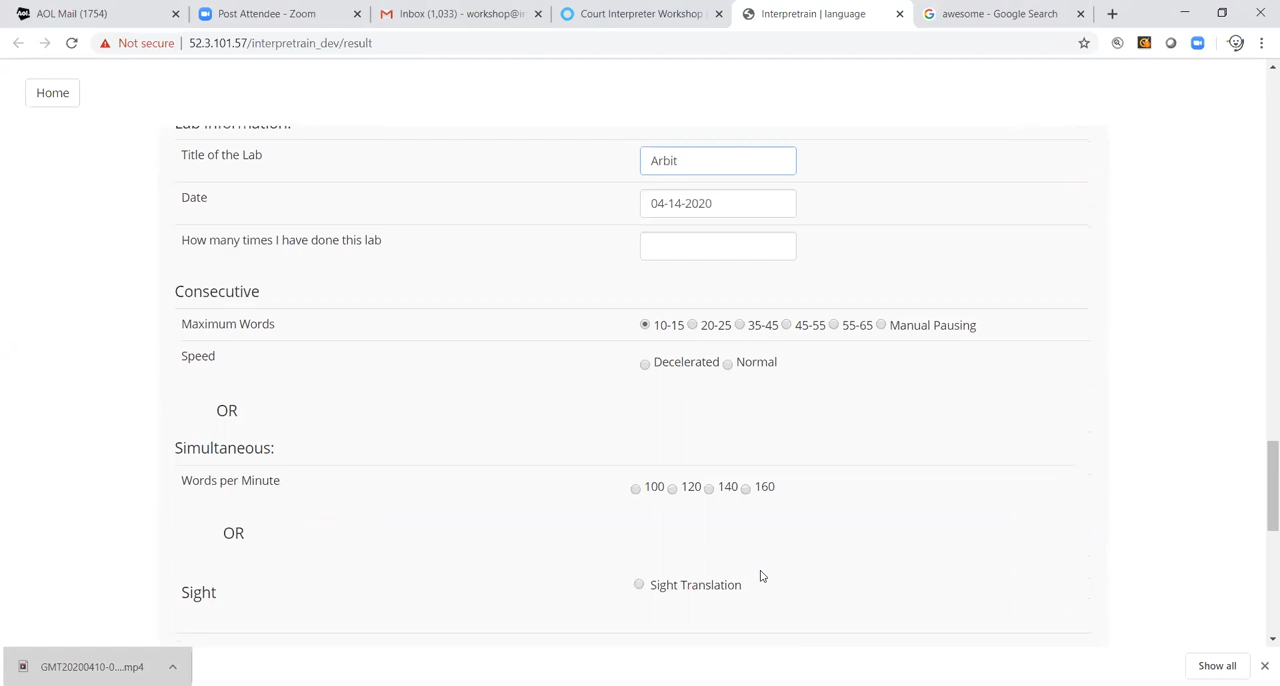 AOL Mail (1754)
Post Attendee - Zoom
Inbox (1,033) - workshop@in
Court Interpreter Workshop
Interpretrain | language
awesome - Google Search
Not secure | 52.3.101.57/interpretrain_dev/result
Home
Lab Information:
Title of the Lab
Arbit
Date
04-14-2020
How many times I have done this lab
Consecutive
Maximum Words
10-15 20-25 35-45 45-55 55-65 Manual Pausing
Speed
Decelerated Normal
OR
Simultaneous:
Words per Minute
100 120 140 160
OR
Sight
Sight Translation
GMT20200410-0....mp4
Show all